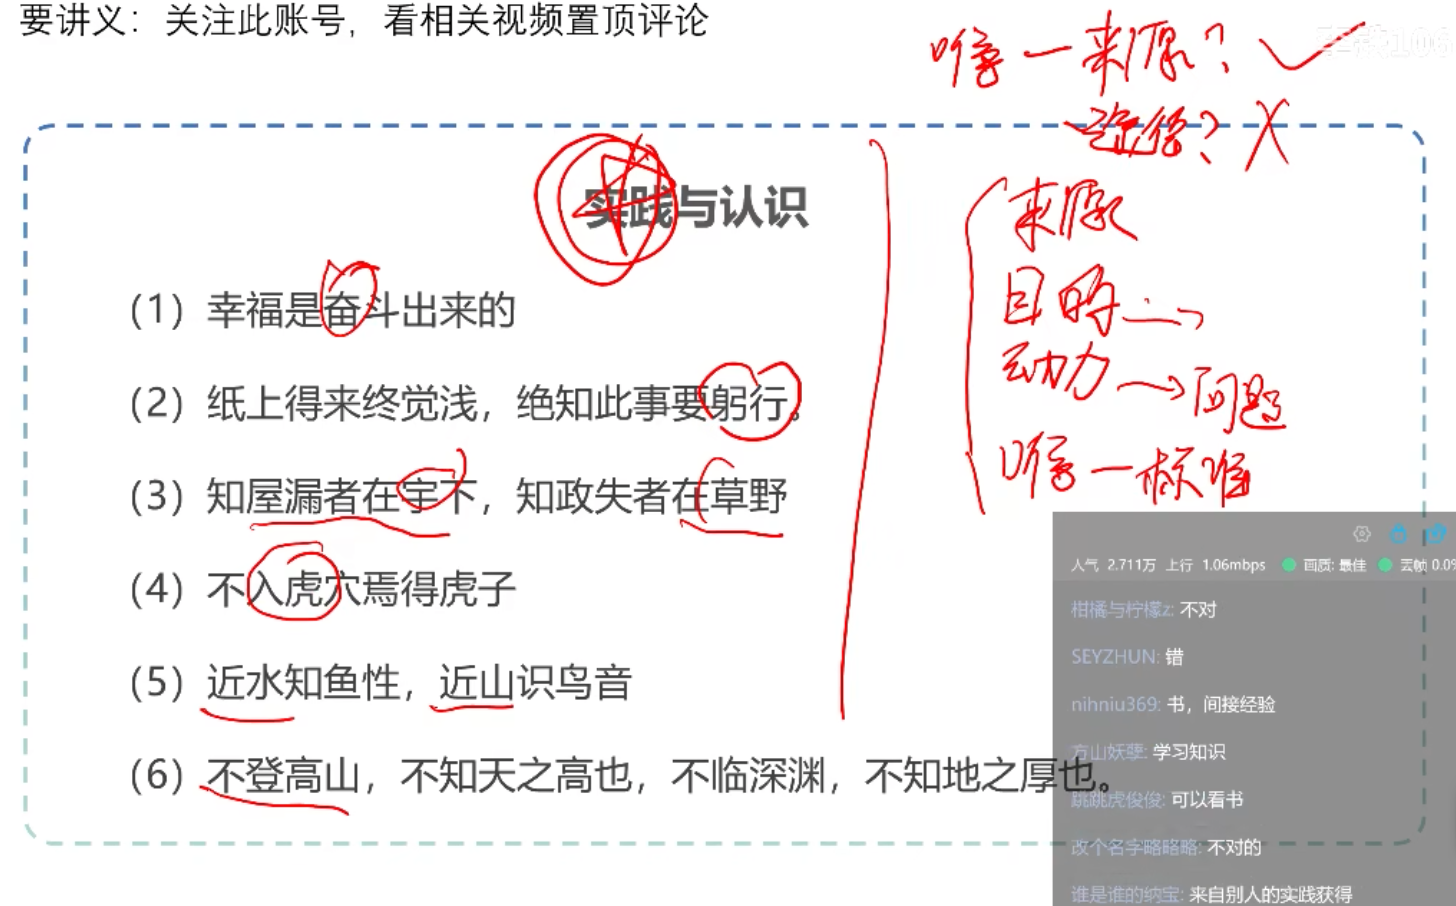 要讲义：关注此账号，看相关视频置顶评论
唯一来源？
途径？
实践与认识
来源
目的
动力 → 问题
唯一标准
（1）幸福是奋斗出来的
（2）纸上得来终觉浅，绝知此事要躬行。
（3）知屋漏者在宇下，知政失者在草野
（4）不入虎穴焉得虎子
（5）近水知鱼性，近山识鸟音
（6）不登高山，不知天之高也，不临深渊，不知地之厚也。
人气 2.711万 上行 1.06mbps 画质: 最佳 丢帧 0.0%
柑橘与柠檬z: 不对
SEYZHUN: 错
nihniu369: 书，间接经验
方山妖孽: 学习知识
跳跳虎俊俊: 可以看书
改个名字略略略: 不对的
谁是谁的纳宝: 来自别人的实践获得